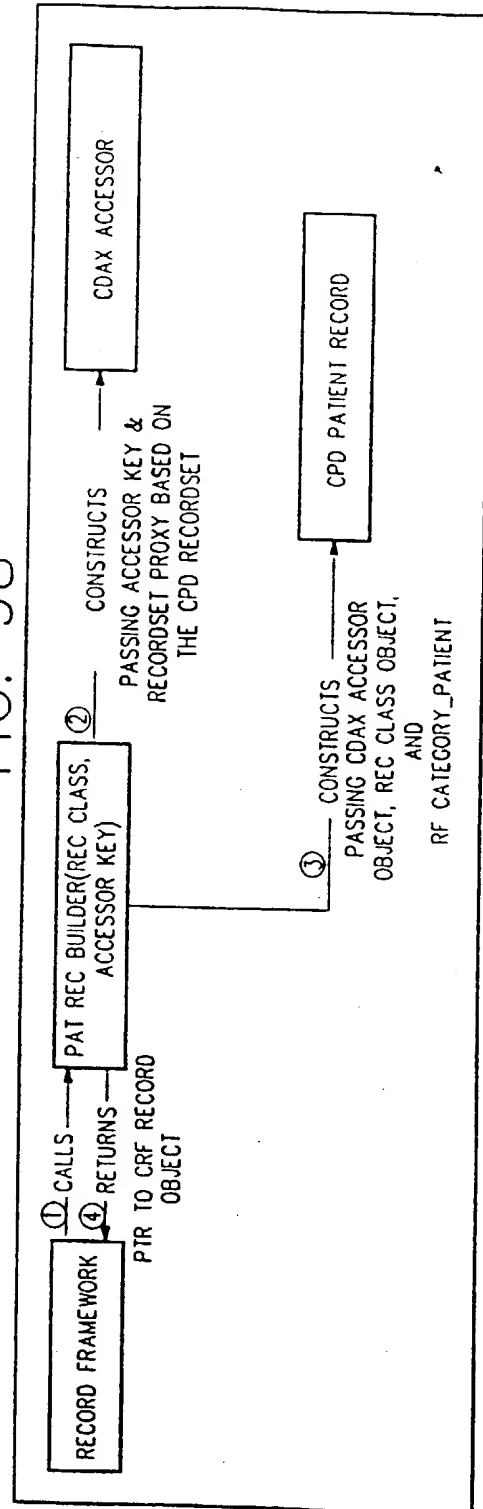 RECORD FRAMEWORK
① CALLS
④ RETURNS
PTR TO CRF RECORD
OBJECT
PAT REC BUILDER(REC CLASS,
ACCESSOR KEY)
②
CONSTRUCTS
PASSING ACCESSOR KEY &
RECORDSET PROXY BASED ON
THE CPD RECORDSET
CDAX ACCESSOR
③
CONSTRUCTS
PASSING CDAX ACCESSOR
OBJECT, REC CLASS OBJECT,
AND
RF CATEGORY_PATIENT
CPD PATIENT RECORD